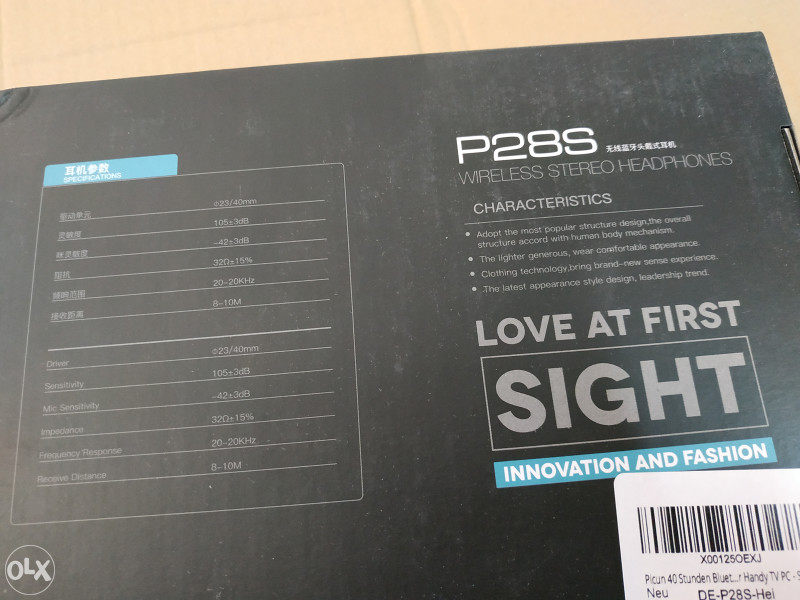 耳机参数
SPECIFICATIONS
驱动单元 Φ23/40mm
灵敏度 105±3dB
咪灵敏度 -42±3dB
阻抗 32Ω±15%
频响范围 20-20KHz
接收距离 8-10M
Driver Φ23/40mm
Sensitivity 105±3dB
Mic Sensitivity -42±3dB
Impedance 32Ω±15%
Frequency Response 20-20KHz
Receive Distance 8-10M
P28S 无线蓝牙头戴式耳机
WIRELESS STEREO HEADPHONES
CHARACTERISTICS
• Adopt the most popular structure design,the overall
structure accord with human body mechanism.
• The lighter generous, wear comfortable appearance.
• Clothing technology,bring brand-new sense experience.
• .The latest appearance style design, leadership trend.
LOVE AT FIRST
SIGHT
INNOVATION AND FASHION
X00125OEXJ
Picun 40 Stunden Bluet...r Handy TV PC - S
Neu DE-P28S-Hei
OLX